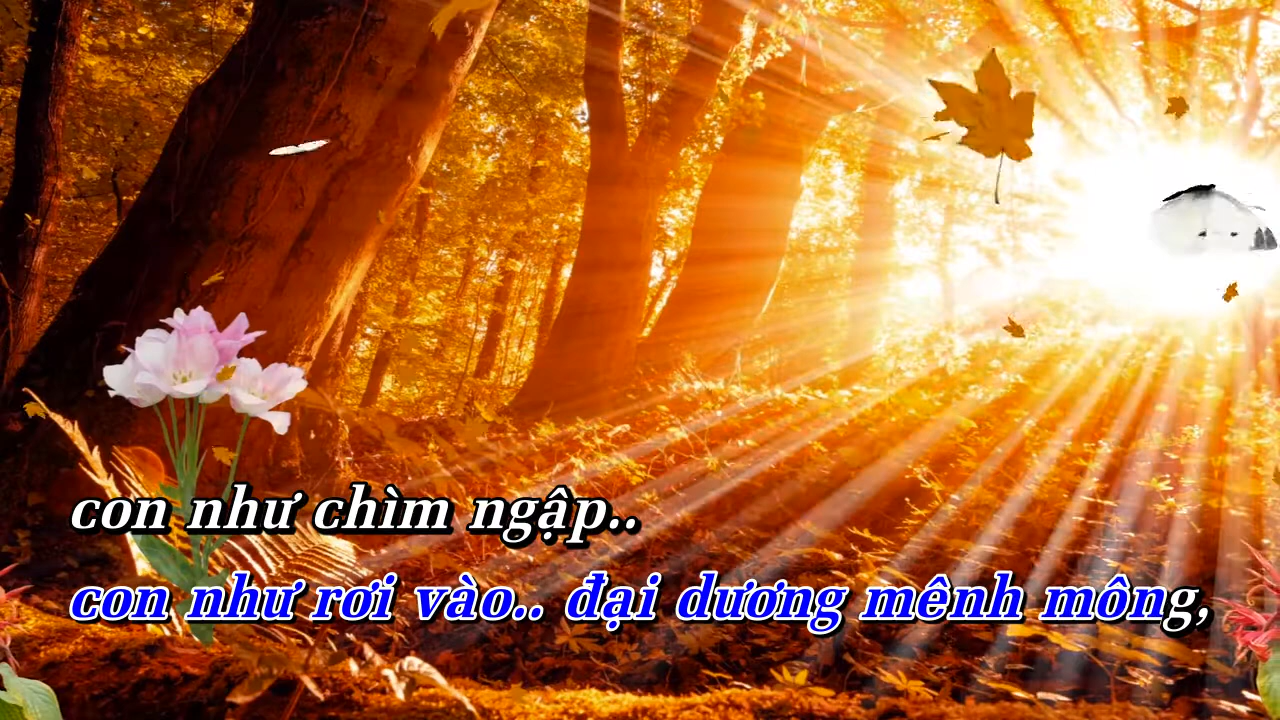 con như chìm ngập..
con như rơi vào.. đại dương mênh mông,